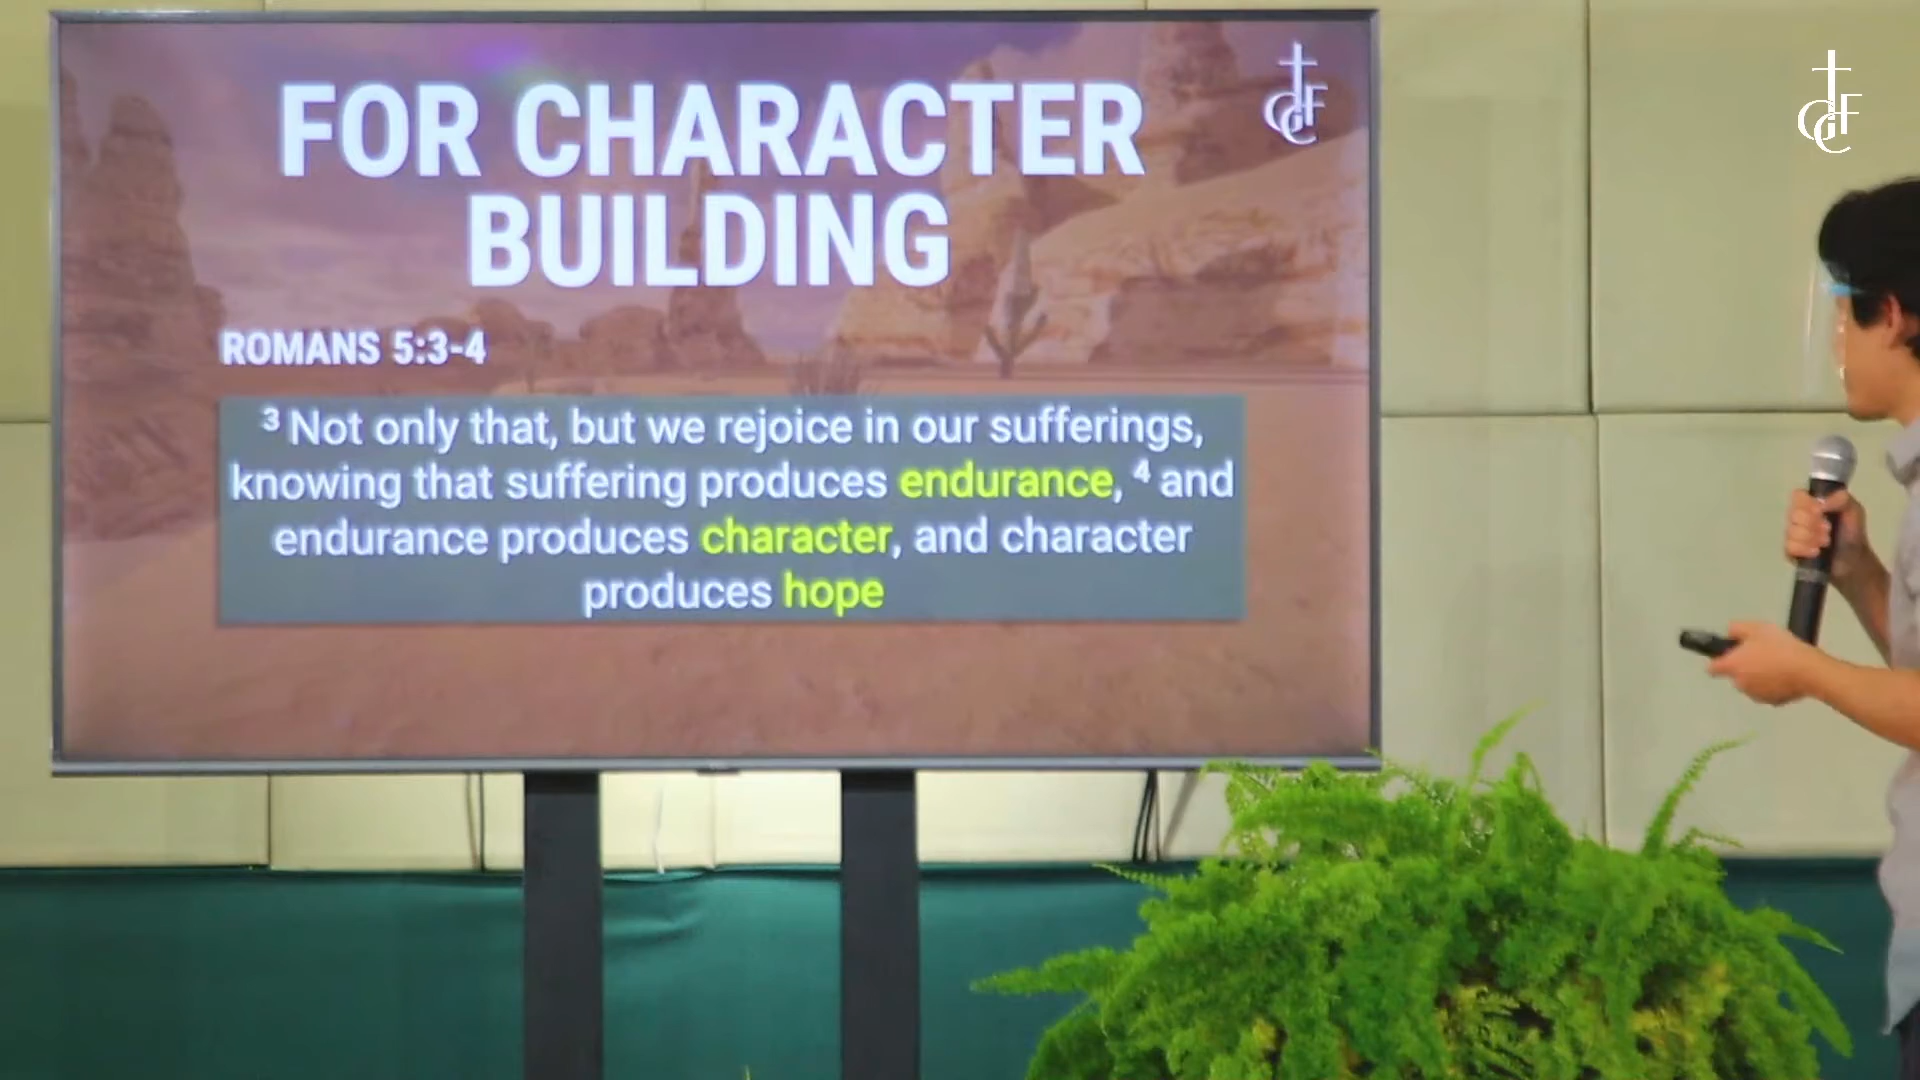 FOR CHARACTER
BUILDING
ROMANS 5:3-4
³ Not only that, but we rejoice in our sufferings,
knowing that suffering produces endurance, ⁴ and
endurance produces character, and character
produces hope